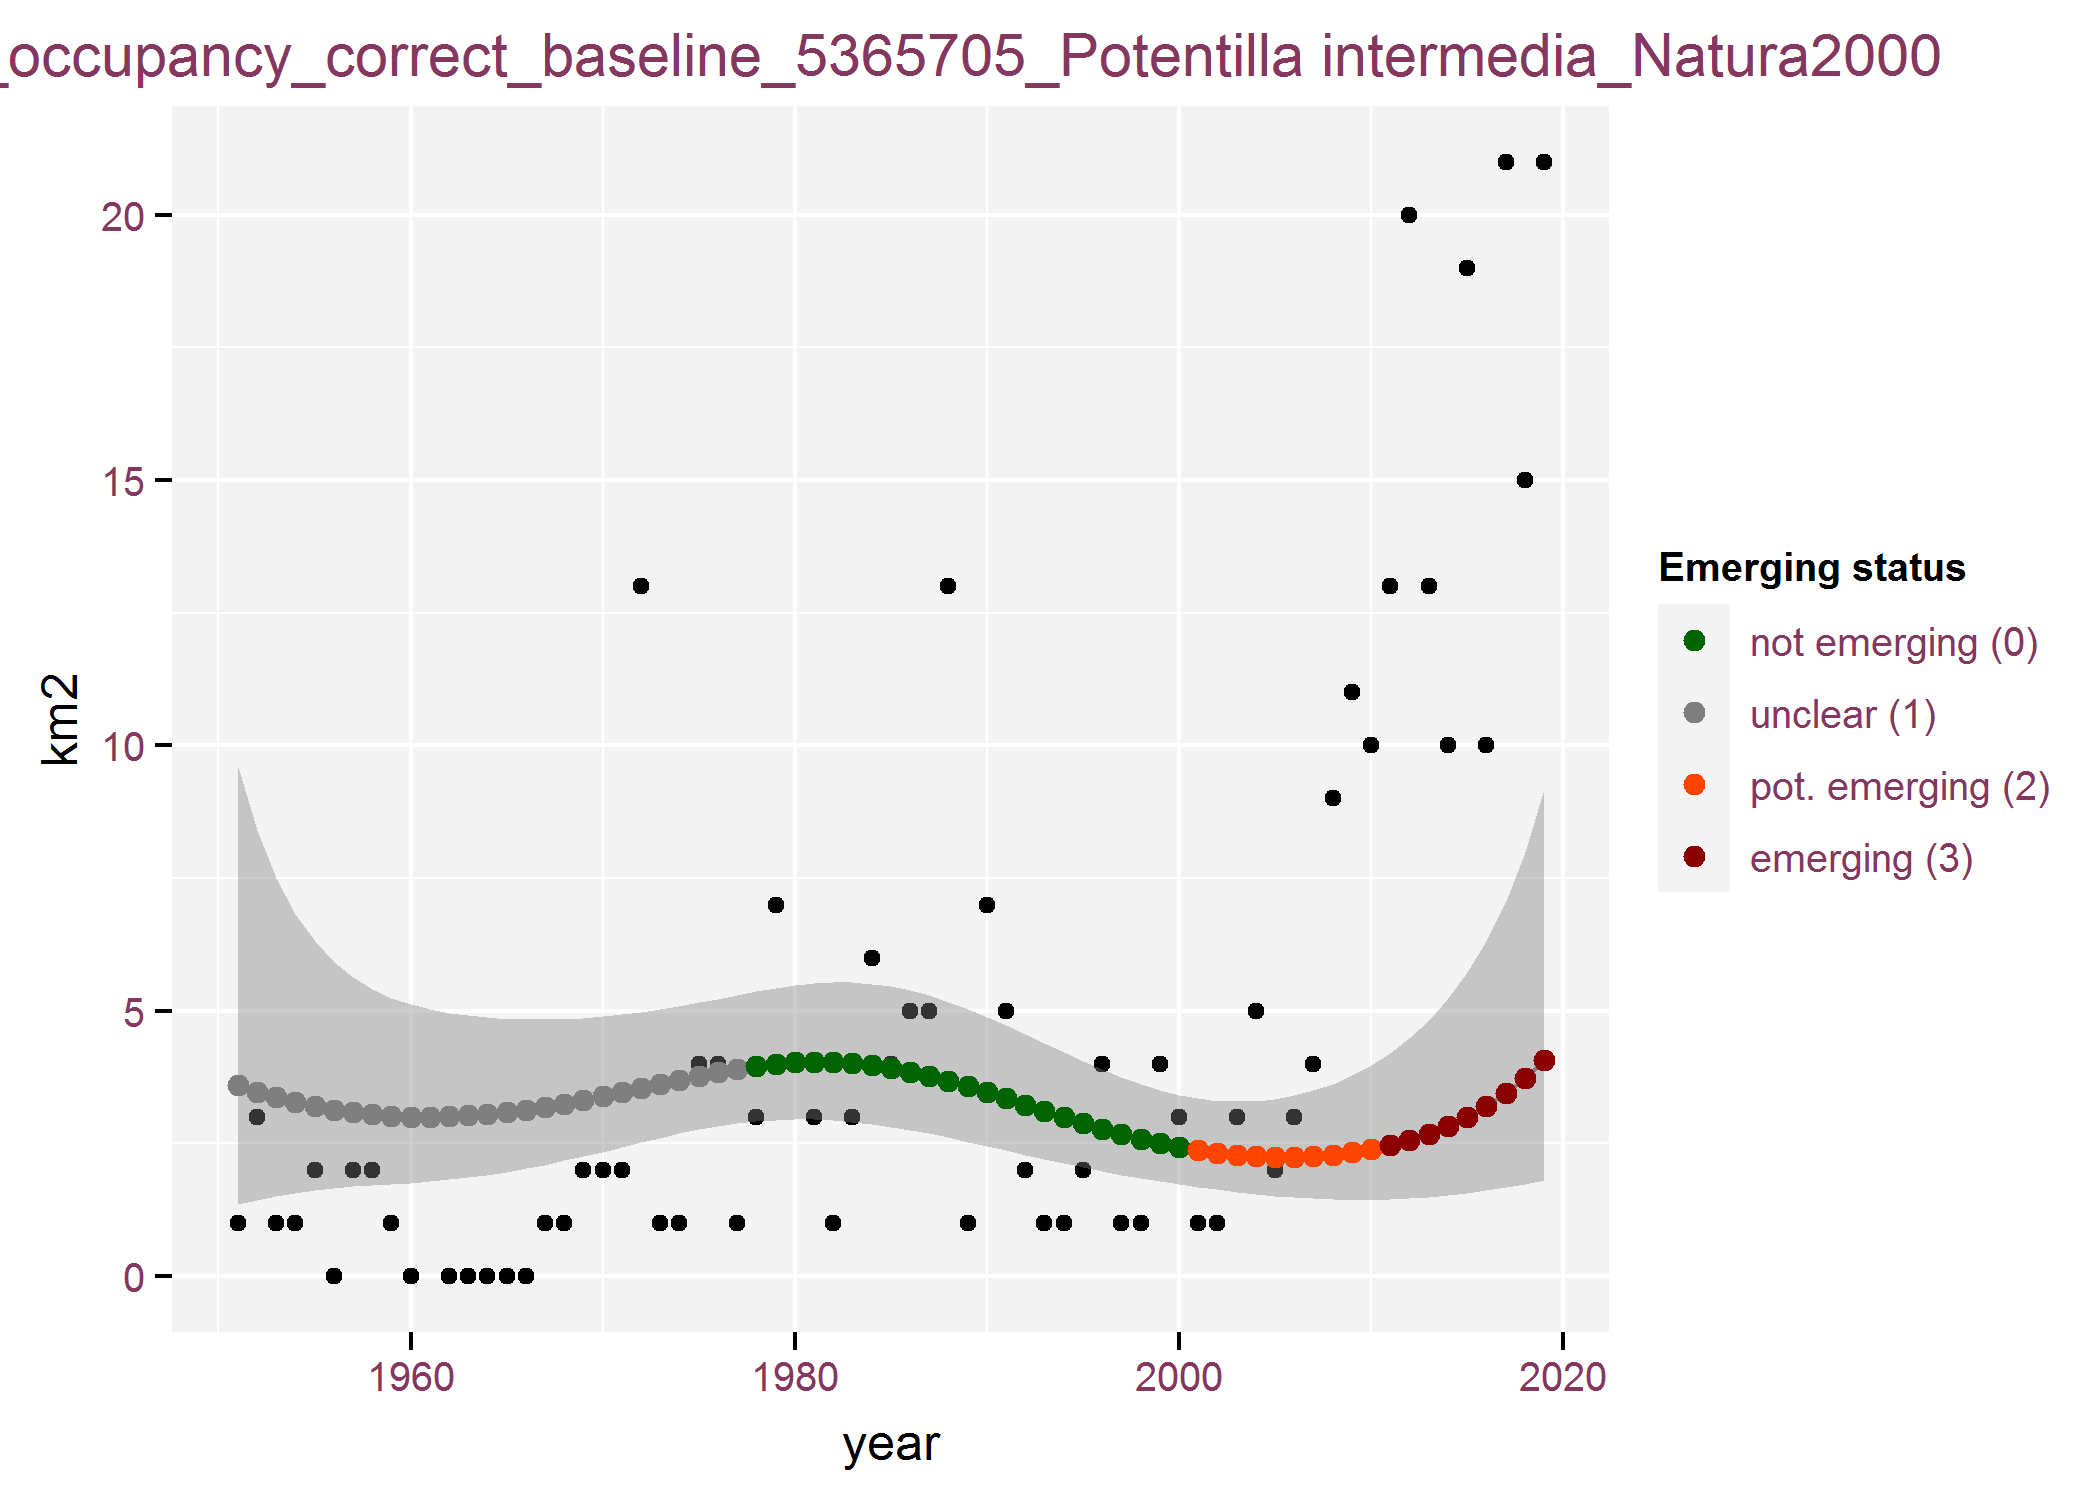 _occupancy_correct_baseline_5365705_Potentilla intermedia_Natura2000
20
15
10
5
0
km2
1960
1980
2000
2020
year
Emerging status
not emerging (0)
unclear (1)
pot. emerging (2)
emerging (3)